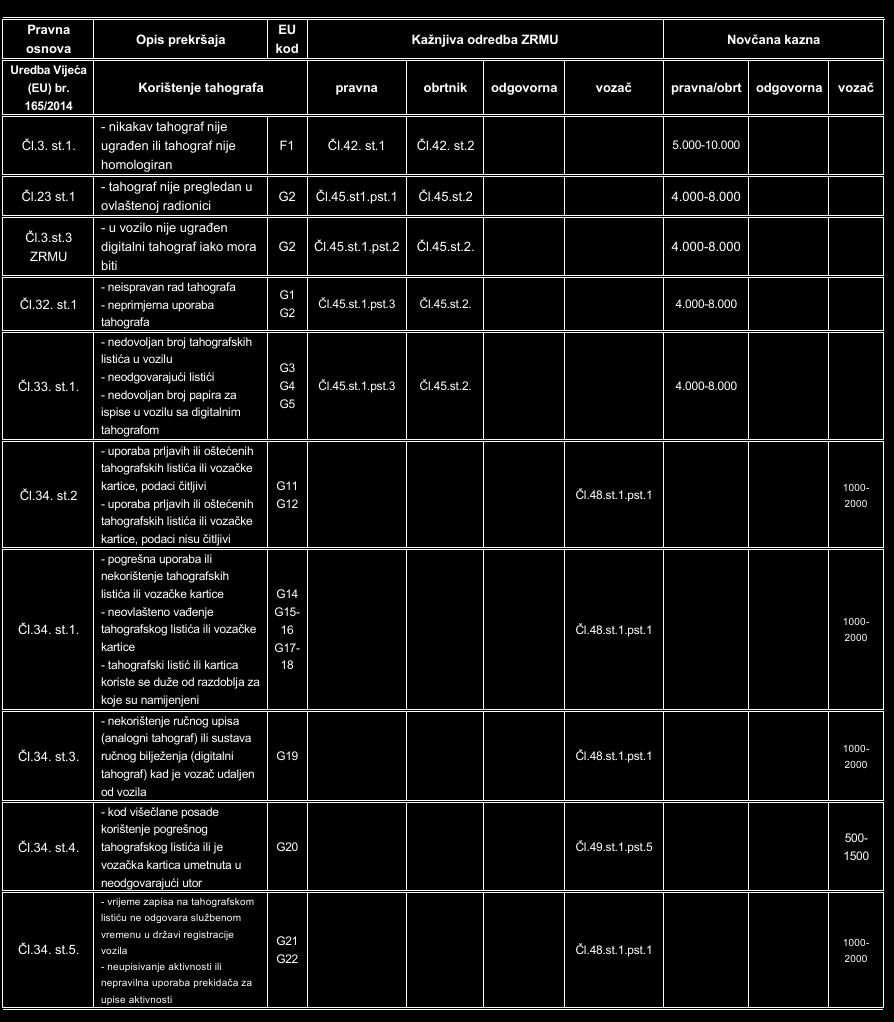 Pravna osnova | Opis prekršaja | EU kod | Kažnjiva odredba ZRMU | Novčana kazna
Uredba Vijeća (EU) br. 165/2014 | Korištenje tahografa | pravna | obrtnik | odgovorna | vozač | pravna/obrt | odgovorna | vozač
Čl.3. st.1.
- nikakav tahograf nije
ugrađen ili tahograf nije
homologiran
F1
Čl.42. st.1
Čl.42. st.2
5.000-10.000
Čl.23 st.1
- tahograf nije pregledan u
ovlaštenoj radionici
G2
Čl.45.st1.pst.1
Čl.45.st.2
4.000-8.000
Čl.3.st.3
ZRMU
- u vozilo nije ugrađen
digitalni tahograf iako mora
biti
G2
Čl.45.st.1.pst.2
Čl.45.st.2.
4.000-8.000
Čl.32. st.1
- neispravan rad tahografa
- neprimjerna uporaba
tahografa
G1
G2
Čl.45.st.1.pst.3
Čl.45.st.2.
4.000-8.000
Čl.33. st.1.
- nedovoljan broj tahografskih
listića u vozilu
- neodgovarajući listići
- nedovoljan broj papira za
ispise u vozilu sa digitalnim
tahografom
G3
G4
G5
Čl.45.st.1.pst.3
Čl.45.st.2.
4.000-8.000
Čl.34. st.2
- uporaba prljavih ili oštećenih
tahografskih listića ili vozačke
kartice, podaci čitljivi
- uporaba prljavih ili oštećenih
tahografskih listića ili vozačke
kartice, podaci nisu čitljivi
G11
G12
Čl.48.st.1.pst.1
1000-
2000
Čl.34. st.1.
- pogrešna uporaba ili
nekorištenje tahografskih
listića ili vozačke kartice
- neovlašteno vađenje
tahografskog listića ili vozačke
kartice
- tahografski listić ili kartica
koriste se duže od razdoblja za
koje su namijenjeni
G14
G15-
16
G17-
18
Čl.48.st.1.pst.1
1000-
2000
Čl.34. st.3.
- nekorištenje ručnog upisa
(analogni tahograf) ili sustava
ručnog bilježenja (digitalni
tahograf) kad je vozač udaljen
od vozila
G19
Čl.48.st.1.pst.1
1000-
2000
Čl.34. st.4.
- kod višečlane posade
korištenje pogrešnog
tahografskog listića ili je
vozačka kartica umetnuta u
neodgovarajući utor
G20
Čl.49.st.1.pst.5
500-
1500
Čl.34. st.5.
- vrijeme zapisa na tahografskom
listiću ne odgovara službenom
vremenu u državi registracije
vozila
- neupisivanje aktivnosti ili
nepravilna uporaba prekidača za
upise aktivnosti
G21
G22
Čl.48.st.1.pst.1
1000-
2000